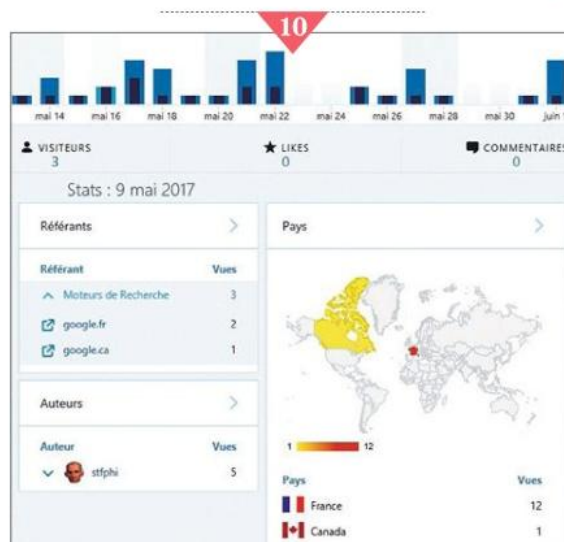 10
mai 14 mai 16 mai 18 mai 20 mai 22 mai 24 mai 26 mai 28 mai 30 Juin
VISITEURS
3
LIKES
0
COMMENTAIRES
0
Stats : 9 mai 2017
Référants
Référant Vues
Moteurs de Recherche 3
google.fr 2
google.ca 1
Auteurs
Auteur Vues
stfphi 5
Pays
1 12
Pays Vues
France 12
Canada 1